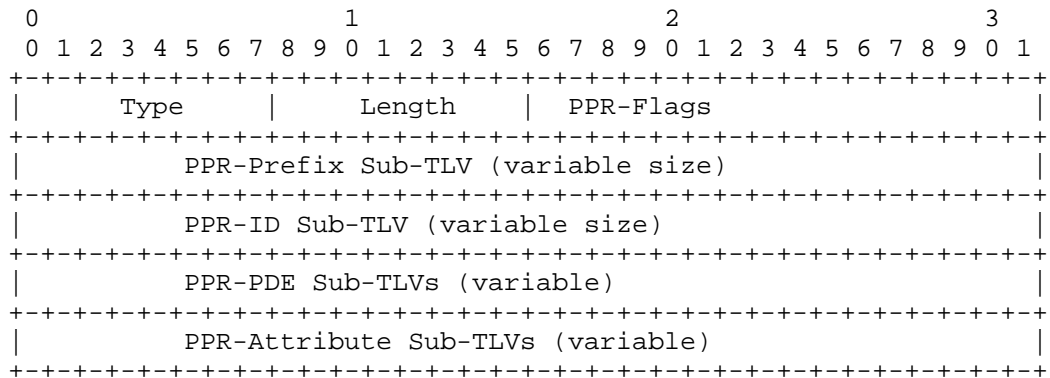 0                   1                   2                   3
 0 1 2 3 4 5 6 7 8 9 0 1 2 3 4 5 6 7 8 9 0 1 2 3 4 5 6 7 8 9 0 1
+-+-+-+-+-+-+-+-+-+-+-+-+-+-+-+-+-+-+-+-+-+-+-+-+-+-+-+-+-+-+-+-+
|      Type     |     Length    |  PPR-Flags                    |
+-+-+-+-+-+-+-+-+-+-+-+-+-+-+-+-+-+-+-+-+-+-+-+-+-+-+-+-+-+-+-+-+
|          PPR-Prefix Sub-TLV (variable size)                   |
+-+-+-+-+-+-+-+-+-+-+-+-+-+-+-+-+-+-+-+-+-+-+-+-+-+-+-+-+-+-+-+-+
|          PPR-ID Sub-TLV (variable size)                       |
+-+-+-+-+-+-+-+-+-+-+-+-+-+-+-+-+-+-+-+-+-+-+-+-+-+-+-+-+-+-+-+-+
|          PPR-PDE Sub-TLVs (variable)                          |
+-+-+-+-+-+-+-+-+-+-+-+-+-+-+-+-+-+-+-+-+-+-+-+-+-+-+-+-+-+-+-+-+
|          PPR-Attribute Sub-TLVs (variable)                    |
+-+-+-+-+-+-+-+-+-+-+-+-+-+-+-+-+-+-+-+-+-+-+-+-+-+-+-+-+-+-+-+-+